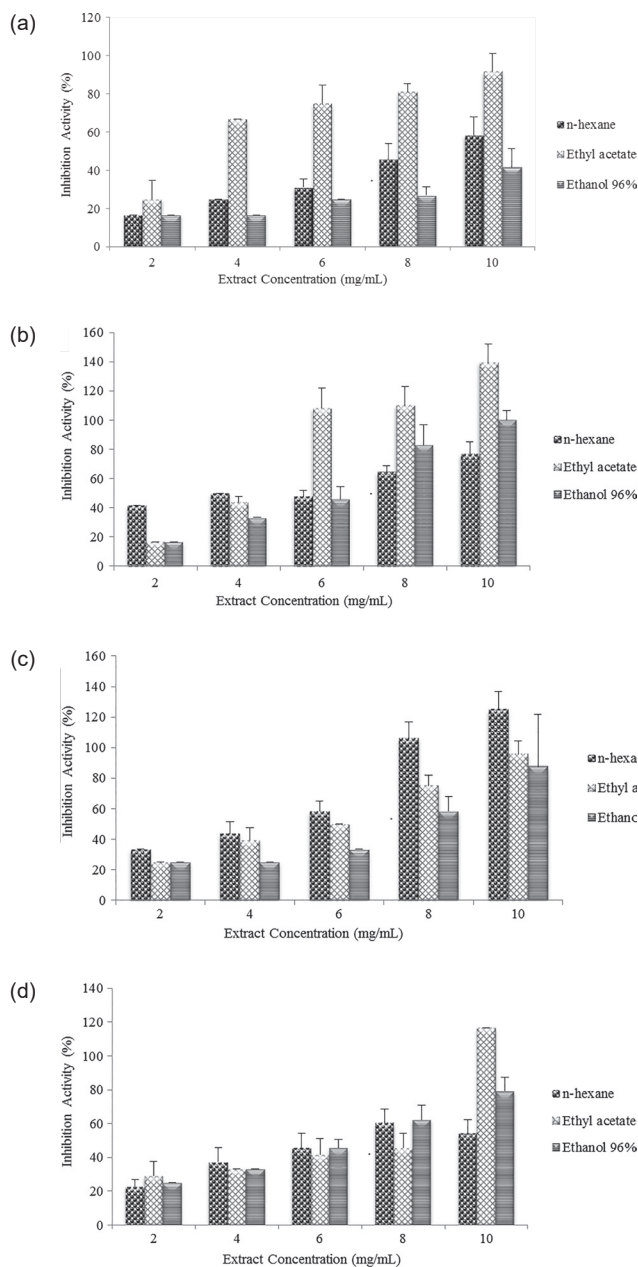 (a)
120
100
80
60
40
20
0
Inhibition Activity (%)
2 4 6 8 10
Extract Concentration (mg/mL)
n-hexane
Ethyl acetate
Ethanol 96%
(b)
160
140
120
100
80
60
40
20
0
Inhibition Activity (%)
2 4 6 8 10
Extract Concentration (mg/mL)
n-hexane
Ethyl acetate
Ethanol 96%
(c)
160
140
120
100
80
60
40
20
0
Inhibition Activity (%)
2 4 6 8 10
Extract Concentration (mg/mL)
n-hexa
Ethyl a
Ethano
(d)
140
120
100
80
60
40
20
0
Inhibition Activity (%)
2 4 6 8 10
Extract Concentration (mg/mL)
n-hexane
Ethyl acetate
Ethanol 96%